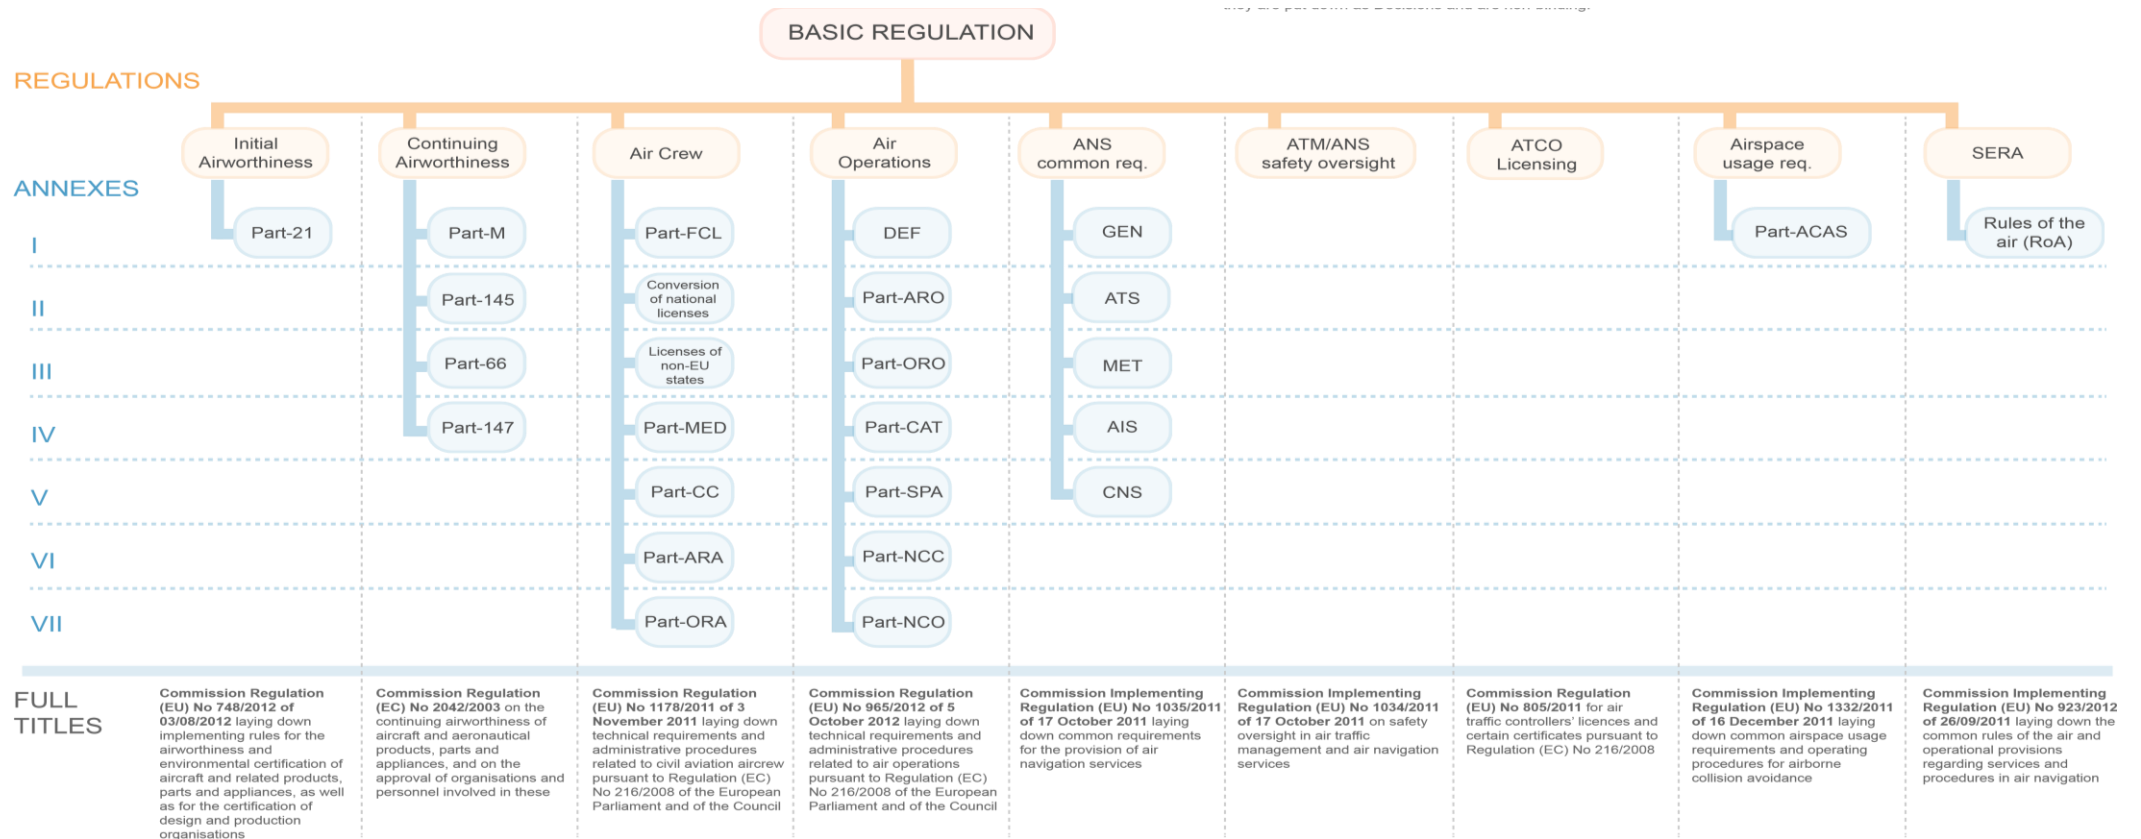 they are put down as Decisions and are non-binding.
BASIC REGULATION
REGULATIONS
Initial
Airworthiness
Continuing
Airworthiness
Air Crew
Air
Operations
ANS
common req.
ATM/ANS
safety oversight
ATCO
Licensing
Airspace
usage req.
SERA
ANNEXES
I
Part-21
Part-M
Part-FCL
DEF
GEN
Part-ACAS
Rules of the
air (RoA)
II
Part-145
Conversion
of national
licenses
Part-ARO
ATS
III
Part-66
Licenses of
non-EU
states
Part-ORO
MET
IV
Part-147
Part-MED
Part-CAT
AIS
V
Part-CC
Part-SPA
CNS
VI
Part-ARA
Part-NCC
VII
Part-ORA
Part-NCO
FULL
TITLES
Commission Regulation
(EU) No 748/2012 of
03/08/2012 laying down
implementing rules for the
airworthiness and
environmental certification of
aircraft and related products,
parts and appliances, as well
as for the certification of
design and production
organisations
Commission Regulation
(EC) No 2042/2003 on the
continuing airworthiness of
aircraft and aeronautical
products, parts and
appliances, and on the
approval of organisations and
personnel involved in these
Commission Regulation
(EU) No 1178/2011 of 3
November 2011 laying down
technical requirements and
administrative procedures
related to civil aviation aircrew
pursuant to Regulation (EC)
No 216/2008 of the European
Parliament and of the Council
Commission Regulation
(EU) No 965/2012 of 5
October 2012 laying down
technical requirements and
administrative procedures
related to air operations
pursuant to Regulation (EC)
No 216/2008 of the European
Parliament and of the Council
Commission Implementing
Regulation (EU) No 1035/2011
of 17 October 2011 laying
down common requirements
for the provision of air
navigation services
Commission Implementing
Regulation (EU) No 1034/2011
of 17 October 2011 on safety
oversight in air traffic
management and air navigation
services
Commission Regulation
(EU) No 805/2011 for air
traffic controllers' licences and
certain certificates pursuant to
Regulation (EC) No 216/2008
Commission Implementing
Regulation (EU) No 1332/2011
of 16 December 2011 laying
down common airspace usage
requirements and operating
procedures for airborne
collision avoidance
Commission Implementing
Regulation (EU) No 923/2012
of 26/09/2011 laying down the
common rules of the air and
operational provisions
regarding services and
procedures in air navigation